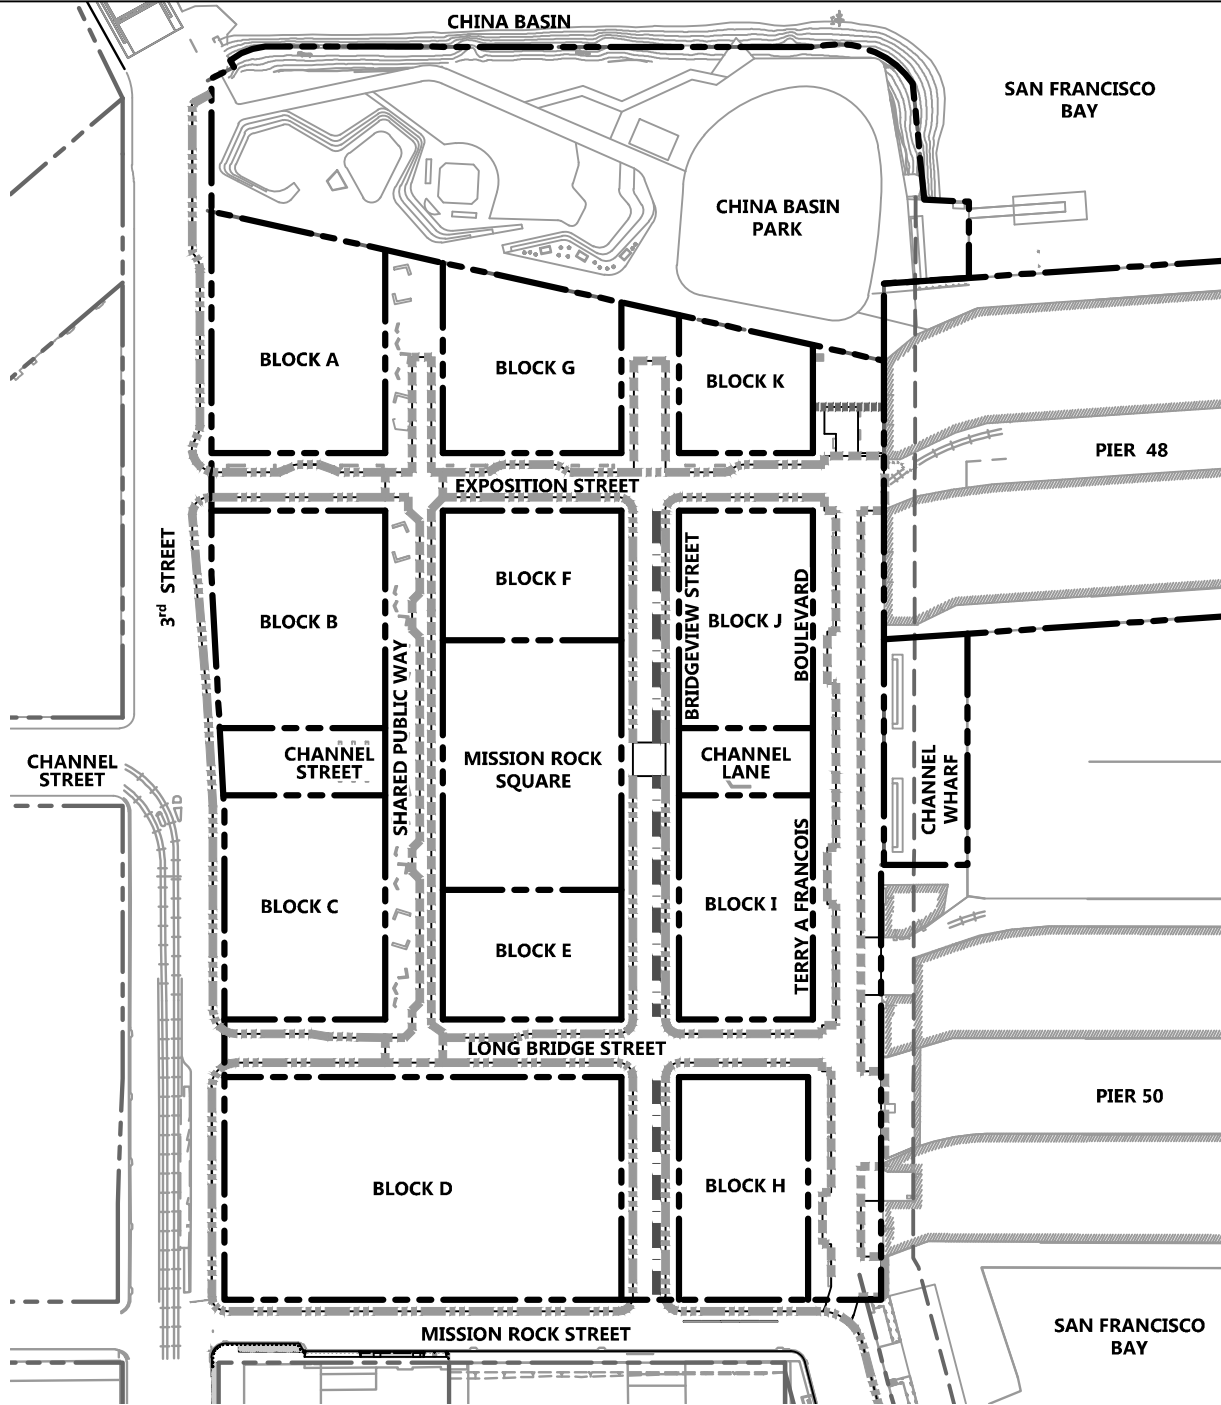 CHINA BASIN
SAN FRANCISCO
BAY
CHINA BASIN
PARK
BLOCK A
BLOCK G
BLOCK K
PIER 48
EXPOSITION STREET
3rd STREET
BLOCK B
SHARED PUBLIC WAY
BLOCK F
BRIDGEVIEW STREET
BLOCK J
TERRY A FRANCOIS BOULEVARD
CHANNEL
STREET
CHANNEL
STREET
MISSION ROCK
SQUARE
CHANNEL
LANE
CHANNEL
WHARF
BLOCK C
BLOCK E
BLOCK I
LONG BRIDGE STREET
PIER 50
BLOCK D
BLOCK H
MISSION ROCK STREET
SAN FRANCISCO
BAY